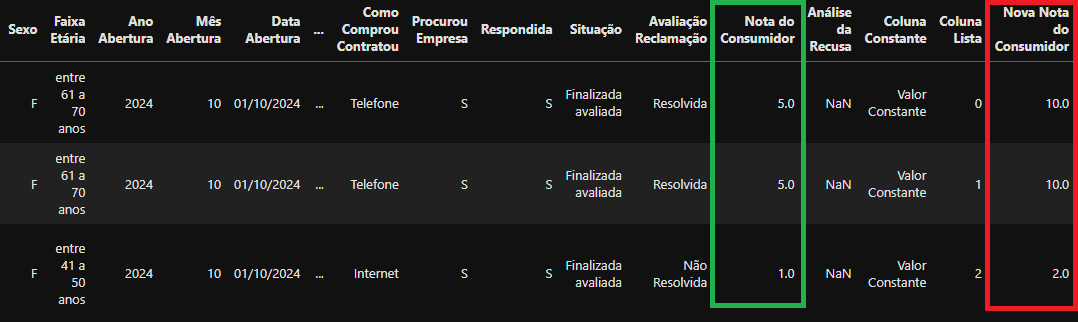 Sexo Faixa Etária Ano Abertura Mês Abertura Data Abertura ... Como Comprou Contratou Procurou Empresa Respondida Situação Avaliação Reclamação Nota do Consumidor Análise da Recusa Coluna Constante Coluna Lista Nova Nota do Consumidor
F entre 61 a 70 anos 2024 10 01/10/2024 ... Telefone S S Finalizada avaliada Resolvida 5.0 NaN Valor Constante 0 10.0
F entre 61 a 70 anos 2024 10 01/10/2024 ... Telefone S S Finalizada avaliada Resolvida 5.0 NaN Valor Constante 1 10.0
F entre 41 a 50 anos 2024 10 01/10/2024 ... Internet S S Finalizada avaliada Não Resolvida 1.0 NaN Valor Constante 2 2.0